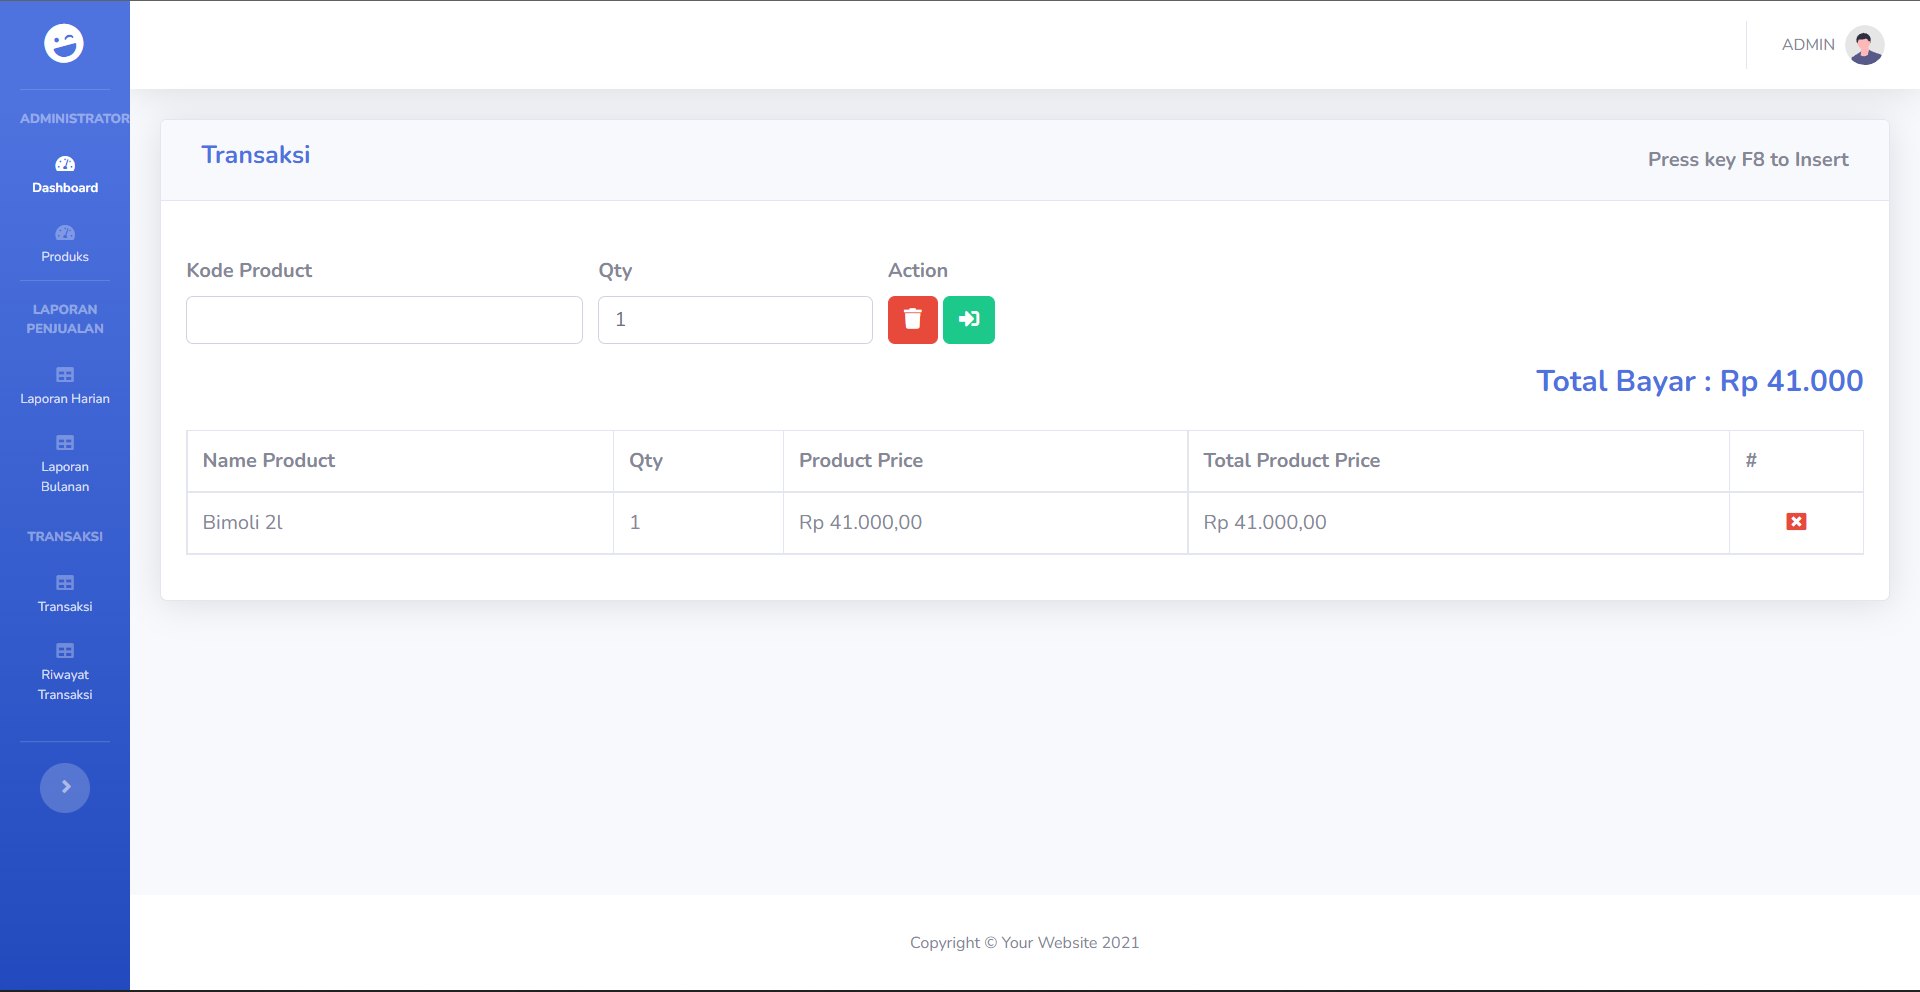 ADMIN
ADMINISTRATOR
Dashboard
Produks
LAPORAN
PENJUALAN
Laporan Harian
Laporan
Bulanan
TRANSAKSI
Transaksi
Riwayat
Transaksi
Transaksi
Press key F8 to Insert
Kode Product Qty Action
1
Total Bayar : Rp 41.000
Name Product Qty Product Price Total Product Price #
Bimoli 2l 1 Rp 41.000,00 Rp 41.000,00
Copyright © Your Website 2021